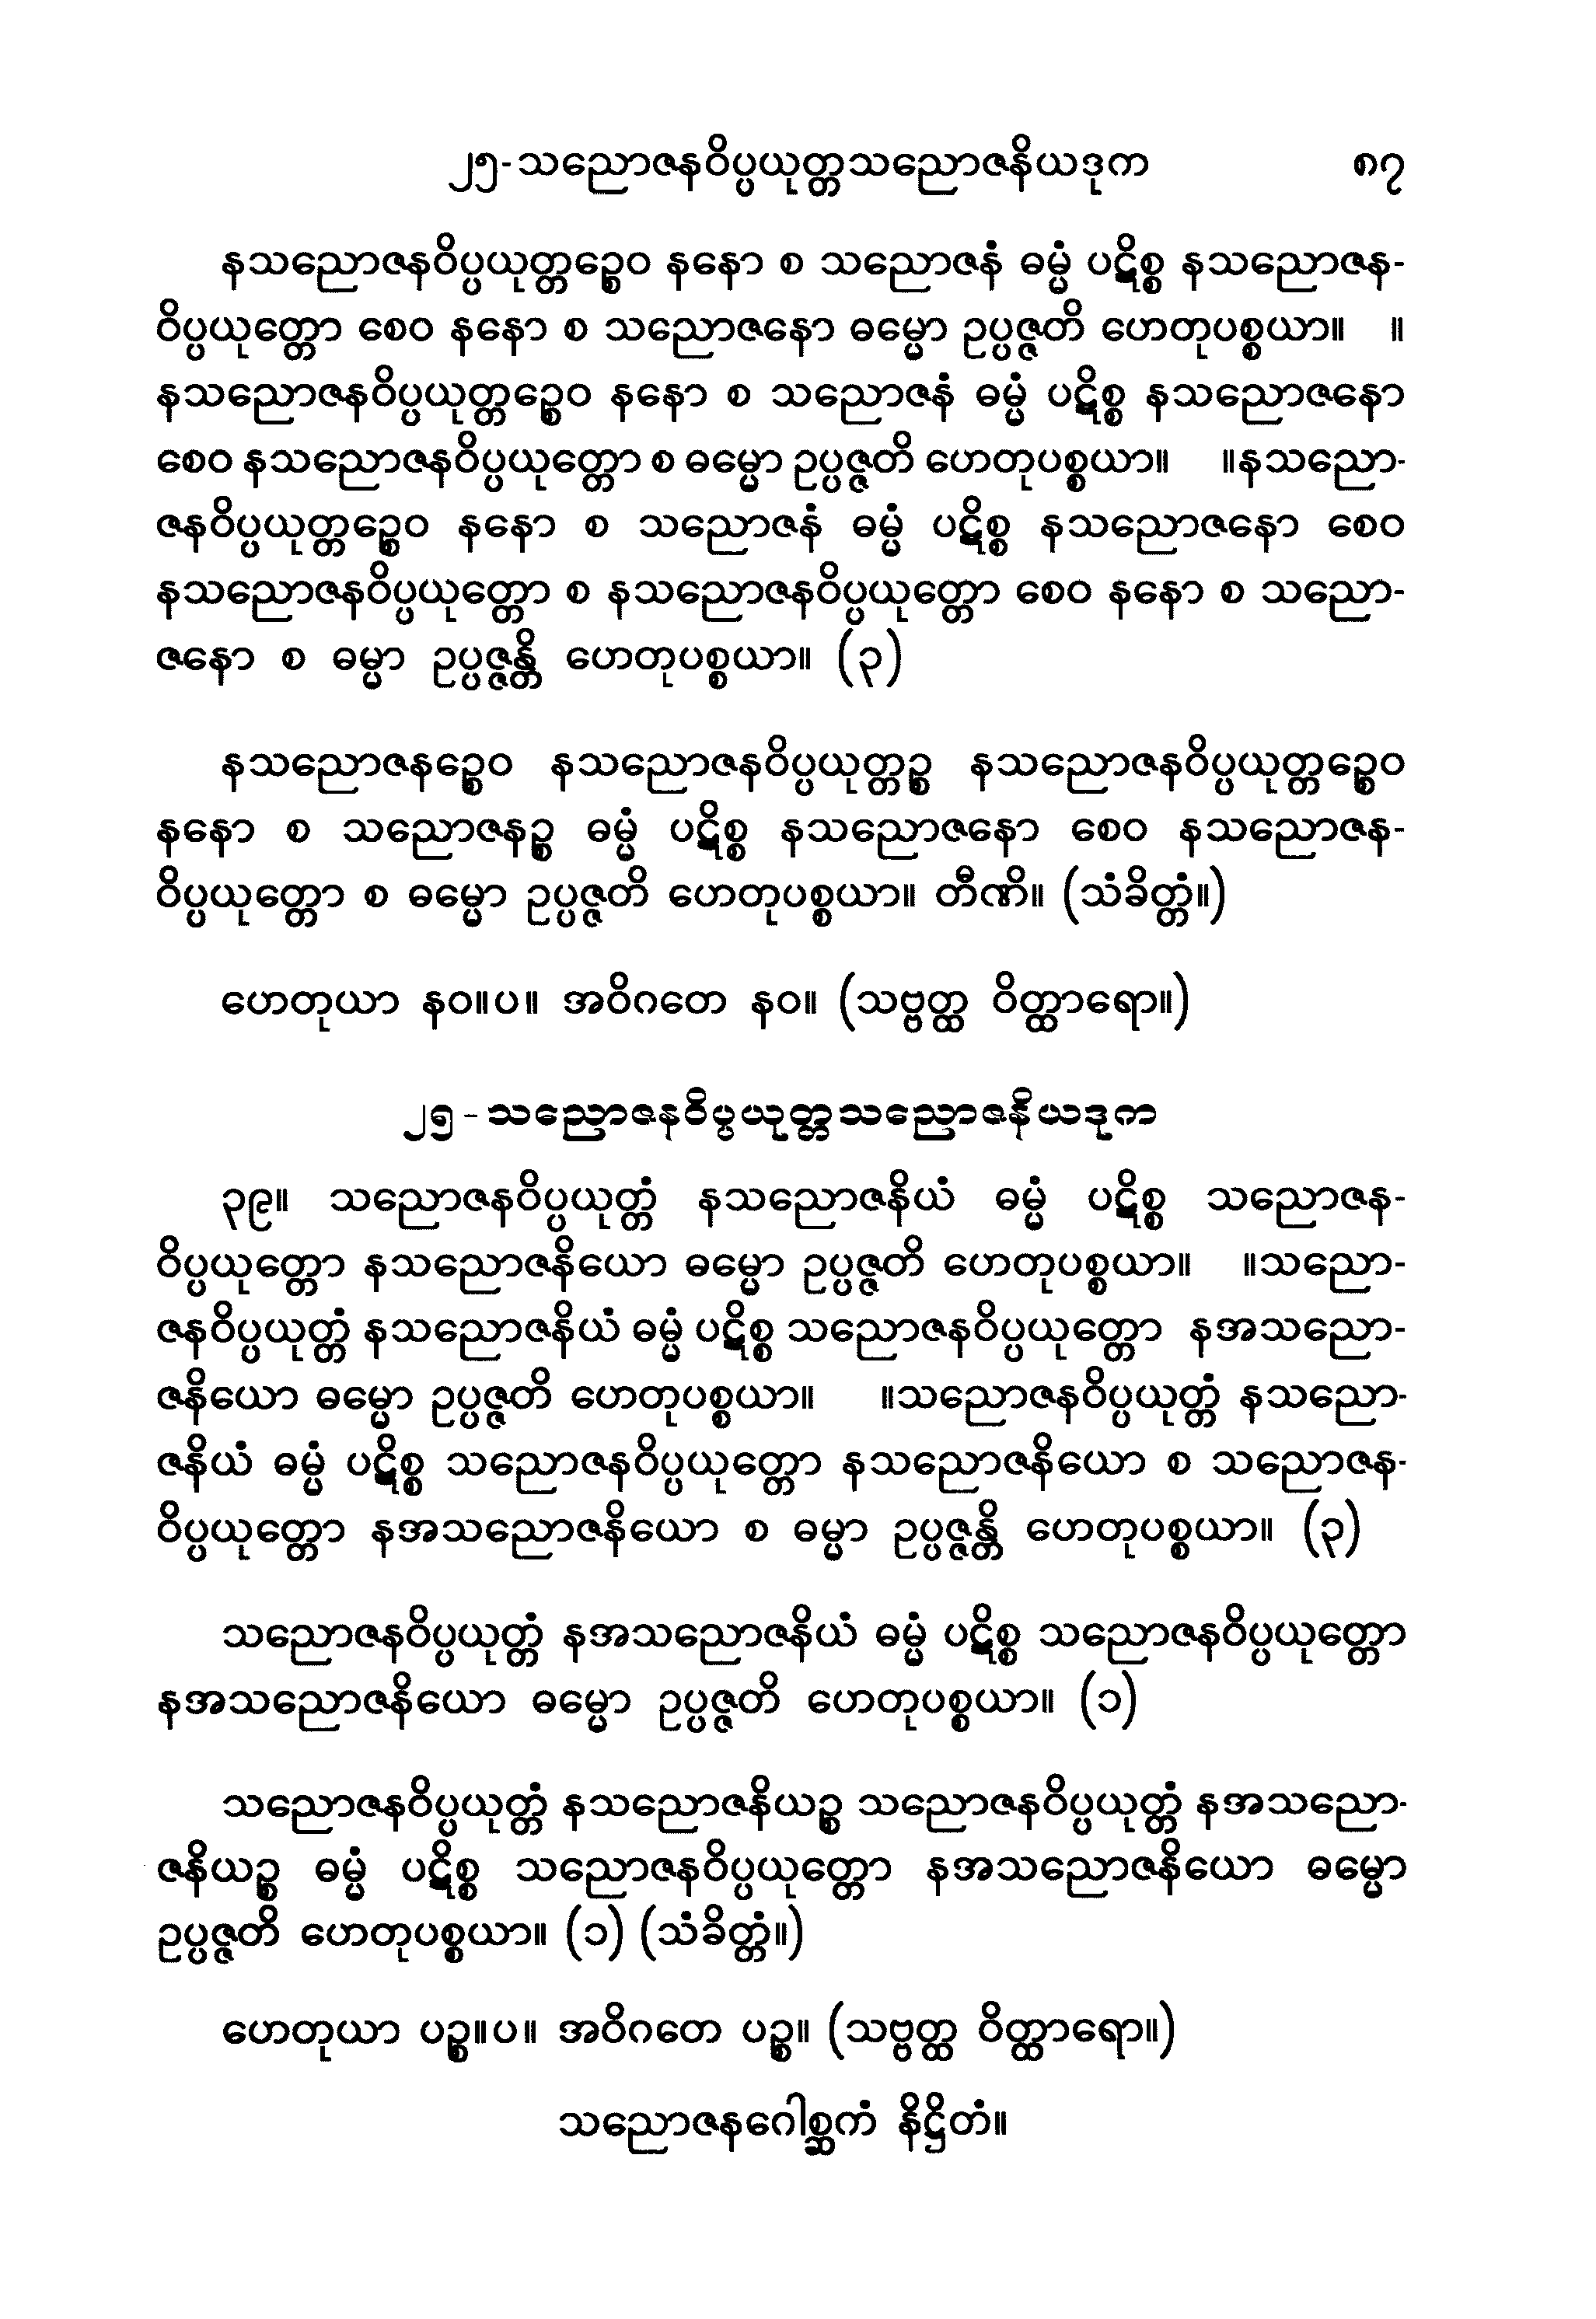 ၂၅-သညောဇနဝိပ္ပယုတ္တသညောဇနိယဒုက ၈၇
နသညောဇနဝိပ္ပယုတ္တဉ္စေဝ နနော စ သညောဇနံ ဓမ္မံ ပဋိစ္စ နသညောဇန-
ဝိပ္ပယုတ္တော စေဝ နနော စ သညောဇနော ဓမ္မော ဥပ္ပဇ္ဇတိ ဟေတုပစ္စယာ။ ။
နသညောဇနဝိပ္ပယုတ္တဉ္စေဝ နနော စ သညောဇနံ ဓမ္မံ ပဋိစ္စ နသညောဇနော
စေဝ နသညောဇနဝိပ္ပယုတ္တော စ ဓမ္မော ဥပ္ပဇ္ဇတိ ဟေတုပစ္စယာ။ ။နသညော-
ဇနဝိပ္ပယုတ္တဉ္စေဝ နနော စ သညောဇနံ ဓမ္မံ ပဋိစ္စ နသညောဇနော စေဝ
နသညောဇနဝိပ္ပယုတ္တော စ နသညောဇနဝိပ္ပယုတ္တော စေဝ နနော စ သညော-
ဇနော စ ဓမ္မာ ဥပ္ပဇ္ဇန္တိ ဟေတုပစ္စယာ။ (၃)
နသညောဇနဉ္စေဝ နသညောဇနဝိပ္ပယုတ္တဉ္စ နသညောဇနဝိပ္ပယုတ္တဉ္စေဝ
နနော စ သညောဇနဉ္စ ဓမ္မံ ပဋိစ္စ နသညောဇနော စေဝ နသညောဇန-
ဝိပ္ပယုတ္တော စ ဓမ္မော ဥပ္ပဇ္ဇတိ ဟေတုပစ္စယာ။ တီဏိ။ (သံခိတ္တံ။)
ဟေတုယာ နဝ။ပ။ အဝိဂတေ နဝ။ (သဗ္ဗတ္ထ ဝိတ္ထာရော။)
၂၅-သညောဇနဝိပ္ပယုတ္တသညောဇနိယဒုက
၃၉။ သညောဇနဝိပ္ပယုတ္တံ နသညောဇနိယံ ဓမ္မံ ပဋိစ္စ သညောဇန-
ဝိပ္ပယုတ္တော နသညောဇနိယော ဓမ္မော ဥပ္ပဇ္ဇတိ ဟေတုပစ္စယာ။ ။သညော-
ဇနဝိပ္ပယုတ္တံ နသညောဇနိယံ ဓမ္မံ ပဋိစ္စ သညောဇနဝိပ္ပယုတ္တော နအသညော-
ဇနိယော ဓမ္မော ဥပ္ပဇ္ဇတိ ဟေတုပစ္စယာ။ ။သညောဇနဝိပ္ပယုတ္တံ နသညော-
ဇနိယံ ဓမ္မံ ပဋိစ္စ သညောဇနဝိပ္ပယုတ္တော နသညောဇနိယော စ သညောဇန-
ဝိပ္ပယုတ္တော နအသညောဇနိယော စ ဓမ္မာ ဥပ္ပဇ္ဇန္တိ ဟေတုပစ္စယာ။ (၃)
သညောဇနဝိပ္ပယုတ္တံ နအသညောဇနိယံ ဓမ္မံ ပဋိစ္စ သညောဇနဝိပ္ပယုတ္တော
နအသညောဇနိယော ဓမ္မော ဥပ္ပဇ္ဇတိ ဟေတုပစ္စယာ။ (၁)
သညောဇနဝိပ္ပယုတ္တံ နသညောဇနိယဉ္စ သညောဇနဝိပ္ပယုတ္တံ နအသညော-
ဇနိယဉ္စ ဓမ္မံ ပဋိစ္စ သညောဇနဝိပ္ပယုတ္တော နအသညောဇနိယော ဓမ္မော
ဥပ္ပဇ္ဇတိ ဟေတုပစ္စယာ။ (၁) (သံခိတ္တံ။)
ဟေတုယာ ပဉ္စ။ပ။ အဝိဂတေ ပဉ္စ။ (သဗ္ဗတ္ထ ဝိတ္ထာရော။)
သညောဇနဂေါစ္ဆကံ နိဋ္ဌိတံ။